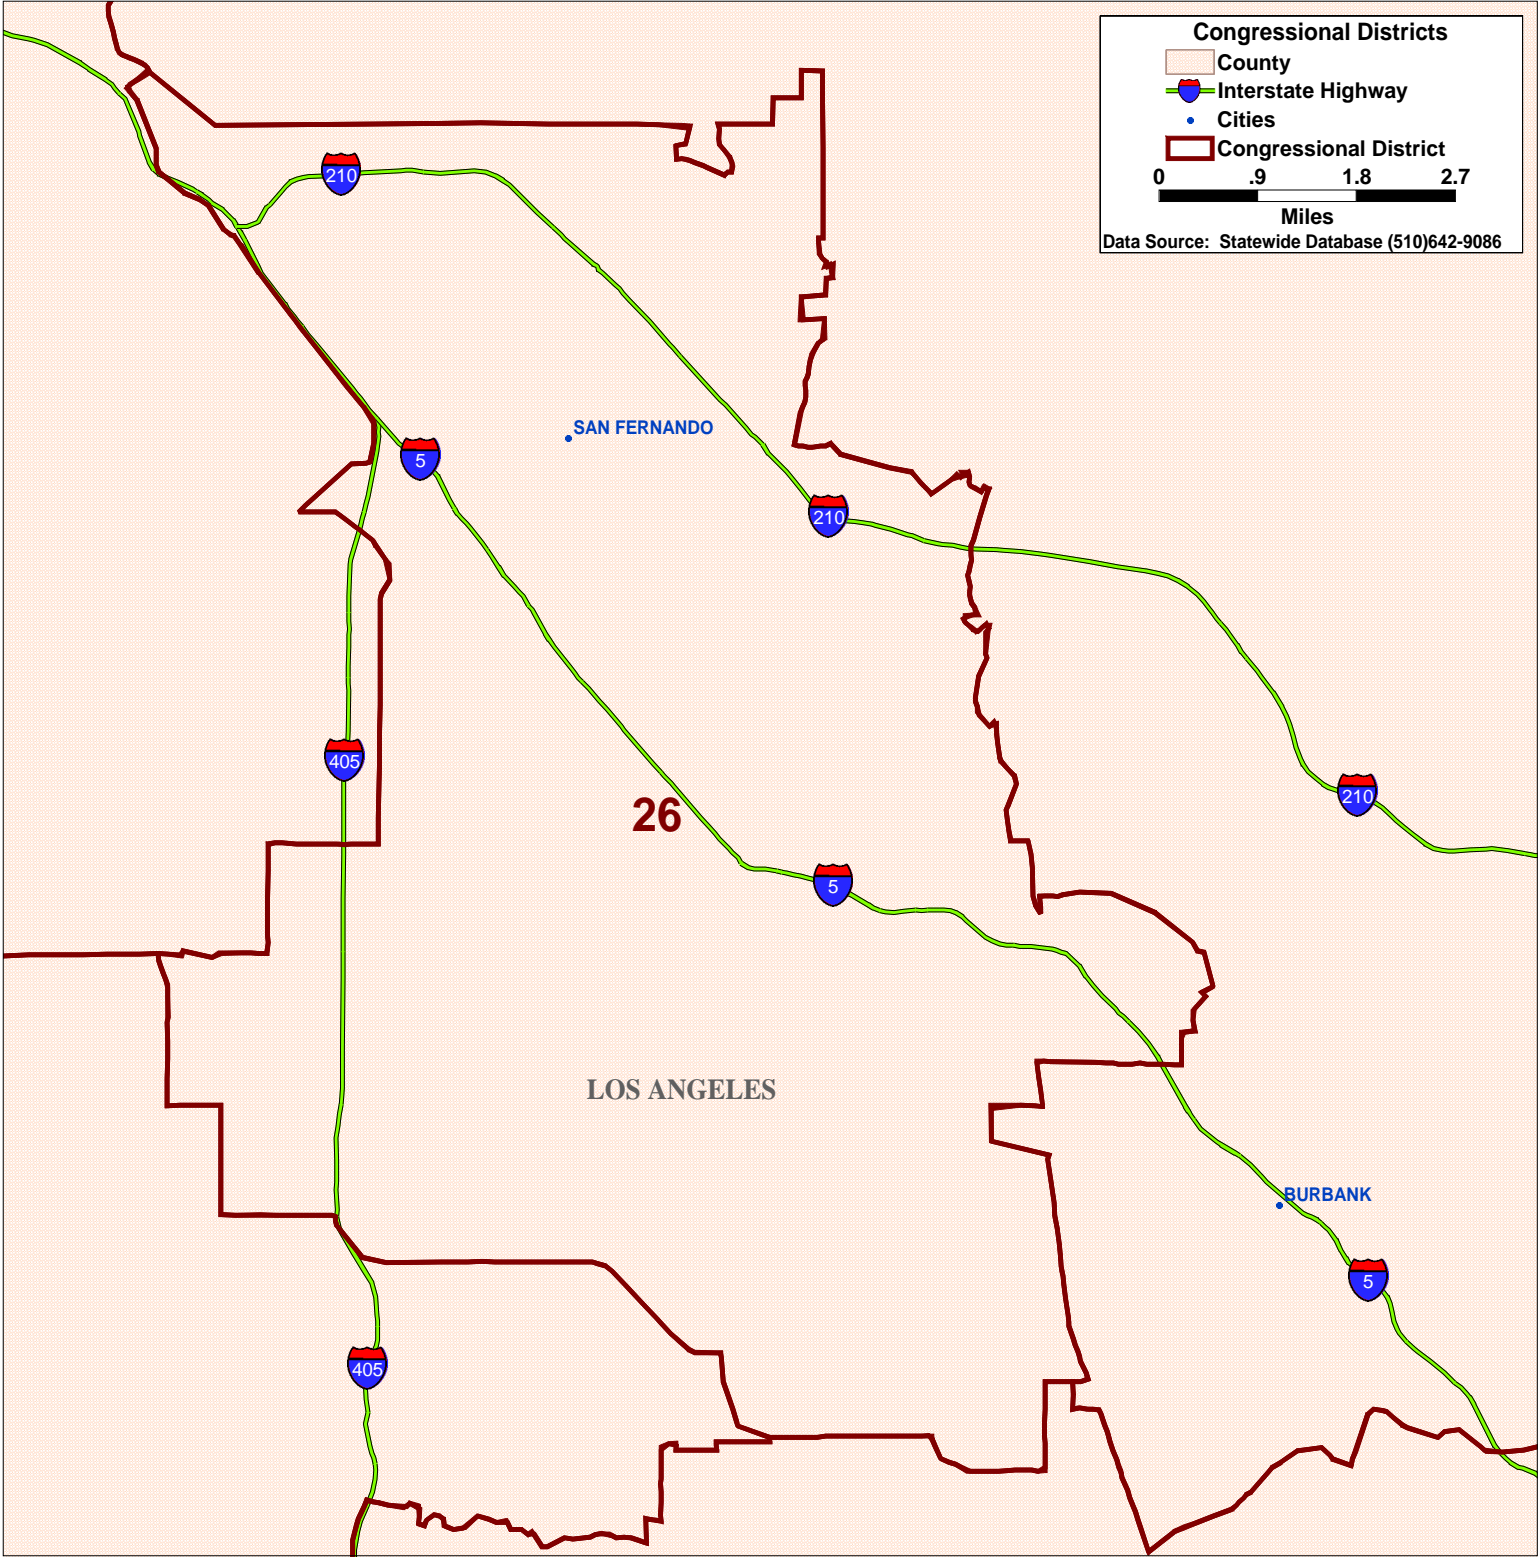 Congressional Districts
County
Interstate Highway
Cities
Congressional District
0 .9 1.8 2.7
Miles
Data Source: Statewide Database (510)642-9086
210
SAN FERNANDO
5
210
405
210
26
5
LOS ANGELES
BURBANK
5
405